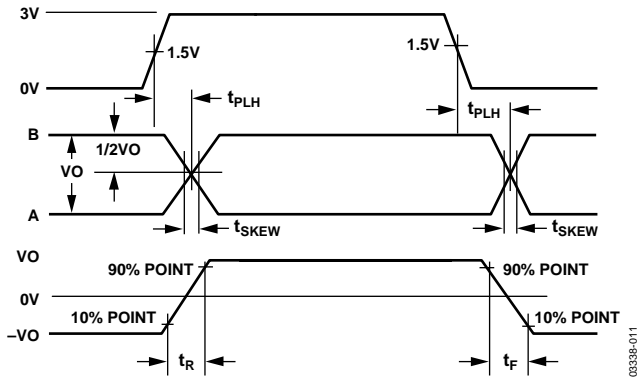 3V
1.5V
1.5V
0V
tPLH
tPLH
B
1/2VO
VO
A
tSKEW
tSKEW
VO
90% POINT
90% POINT
0V
10% POINT
10% POINT
–VO
tR
tF
03338-011